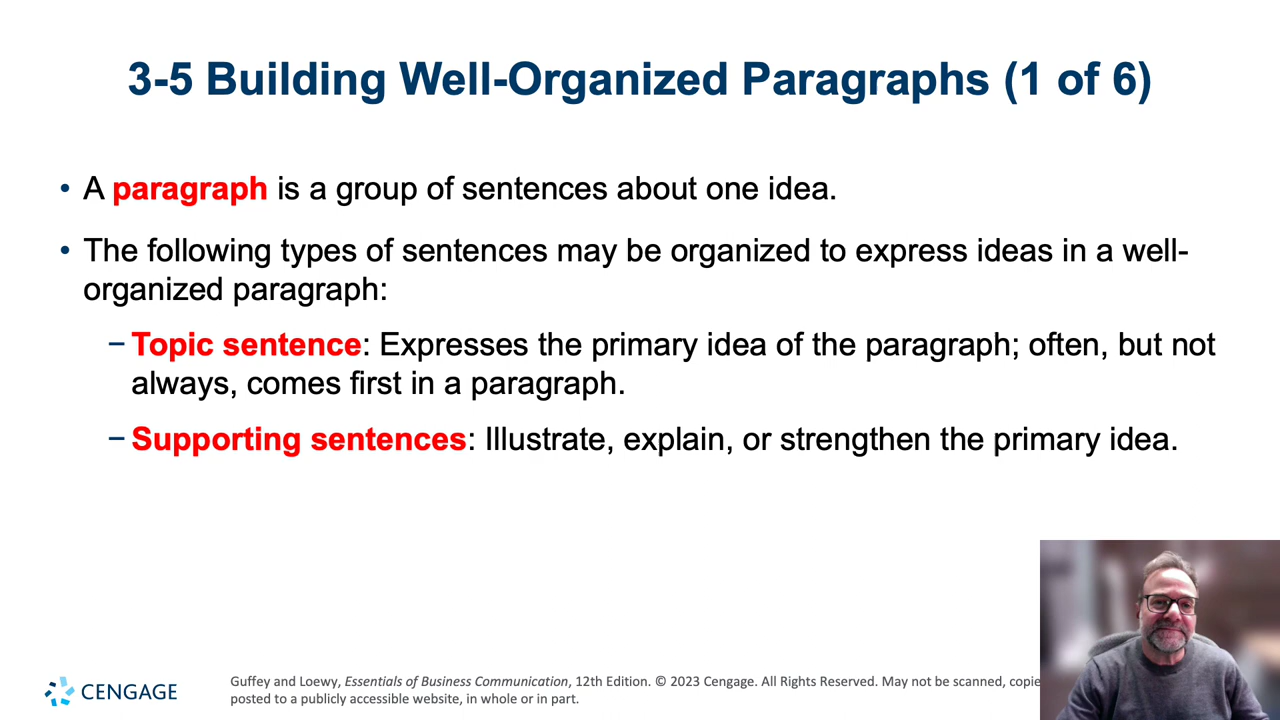 3-5 Building Well-Organized Paragraphs (1 of 6)
• A paragraph is a group of sentences about one idea.
• The following types of sentences may be organized to express ideas in a well-
organized paragraph:
– Topic sentence: Expresses the primary idea of the paragraph; often, but not
always, comes first in a paragraph.
– Supporting sentences: Illustrate, explain, or strengthen the primary idea.
CENGAGE
Guffey and Loewy, Essentials of Business Communication, 12th Edition. © 2023 Cengage. All Rights Reserved. May not be scanned,
posted to a publicly accessible website, in whole or in part.